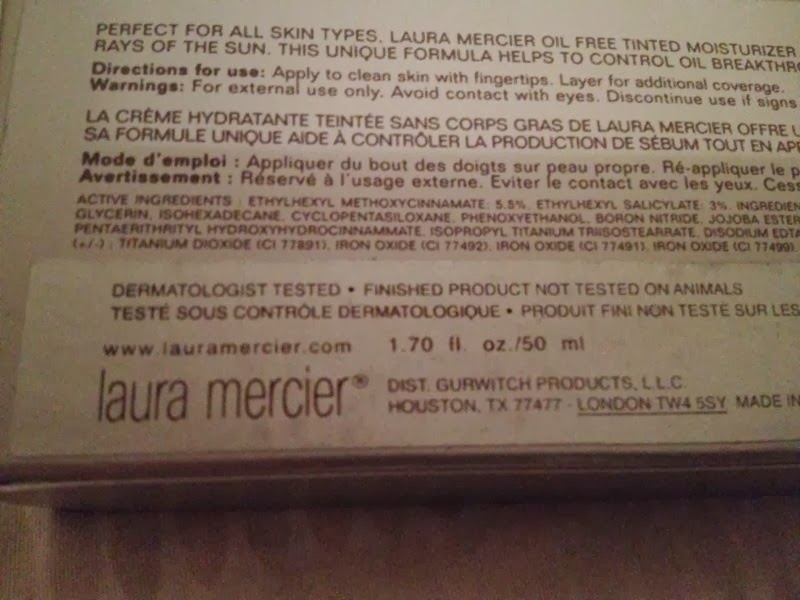 PERFECT FOR ALL SKIN TYPES. LAURA MERCIER OIL FREE TINTED MOISTURIZER
RAYS OF THE SUN. THIS UNIQUE FORMULA HELPS TO CONTROL OIL BREAKTHRO
Directions for use: Apply to clean skin with fingertips. Layer for additional coverage.
Warnings: For external use only. Avoid contact with eyes. Discontinue use if signs
LA CRÈME HYDRATANTE TEINTÉE SANS CORPS GRAS DE LAURA MERCIER OFFRE U
SA FORMULE UNIQUE AIDE À CONTRÔLER LA PRODUCTION DE SÉBUM TOUT EN APP
Mode d'emploi : Appliquer du bout des doigts sur peau propre. Ré-appliquer le p
Avertissement : Réservé à l'usage externe. Eviter le contact avec les yeux. Cess
ACTIVE INGREDIENTS : ETHYLHEXYL METHOXYCINNAMATE: 5.5%. ETHYLHEXYL SALICYLATE: 3%. INGREDIEN
GLYCERIN, ISOHEXADECANE, CYCLOPENTASILOXANE, PHENOXYETHANOL, BORON NITRIDE, JOJOBA ESTER
PENTAERITHRITYL HYDROXYHYDROCINNAMMATE, ISOPROPYL TITANIUM TRIISOSTEARRATE, DISODIUM EDTA
(+/-) : TITANIUM DIOXIDE (CI 77891), IRON OXIDE (CI 77492), IRON OXIDE (CI 77491), IRON OXIDE (CI 77499).
DERMATOLOGIST TESTED • FINISHED PRODUCT NOT TESTED ON ANIMALS
TESTÉ SOUS CONTRÔLE DERMATOLOGIQUE • PRODUIT FINI NON TESTÉ SUR LES
www.lauramercier.com 1.70 fl. oz./50 ml
laura mercier® DIST. GURWITCH PRODUCTS, L.L.C.
HOUSTON, TX 77477 - LONDON TW4 5SY MADE IN